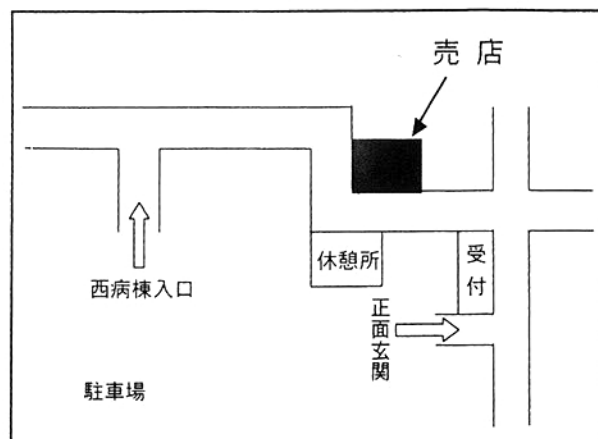 売店
休憩所
受付
西病棟入口
正面玄関
駐車場